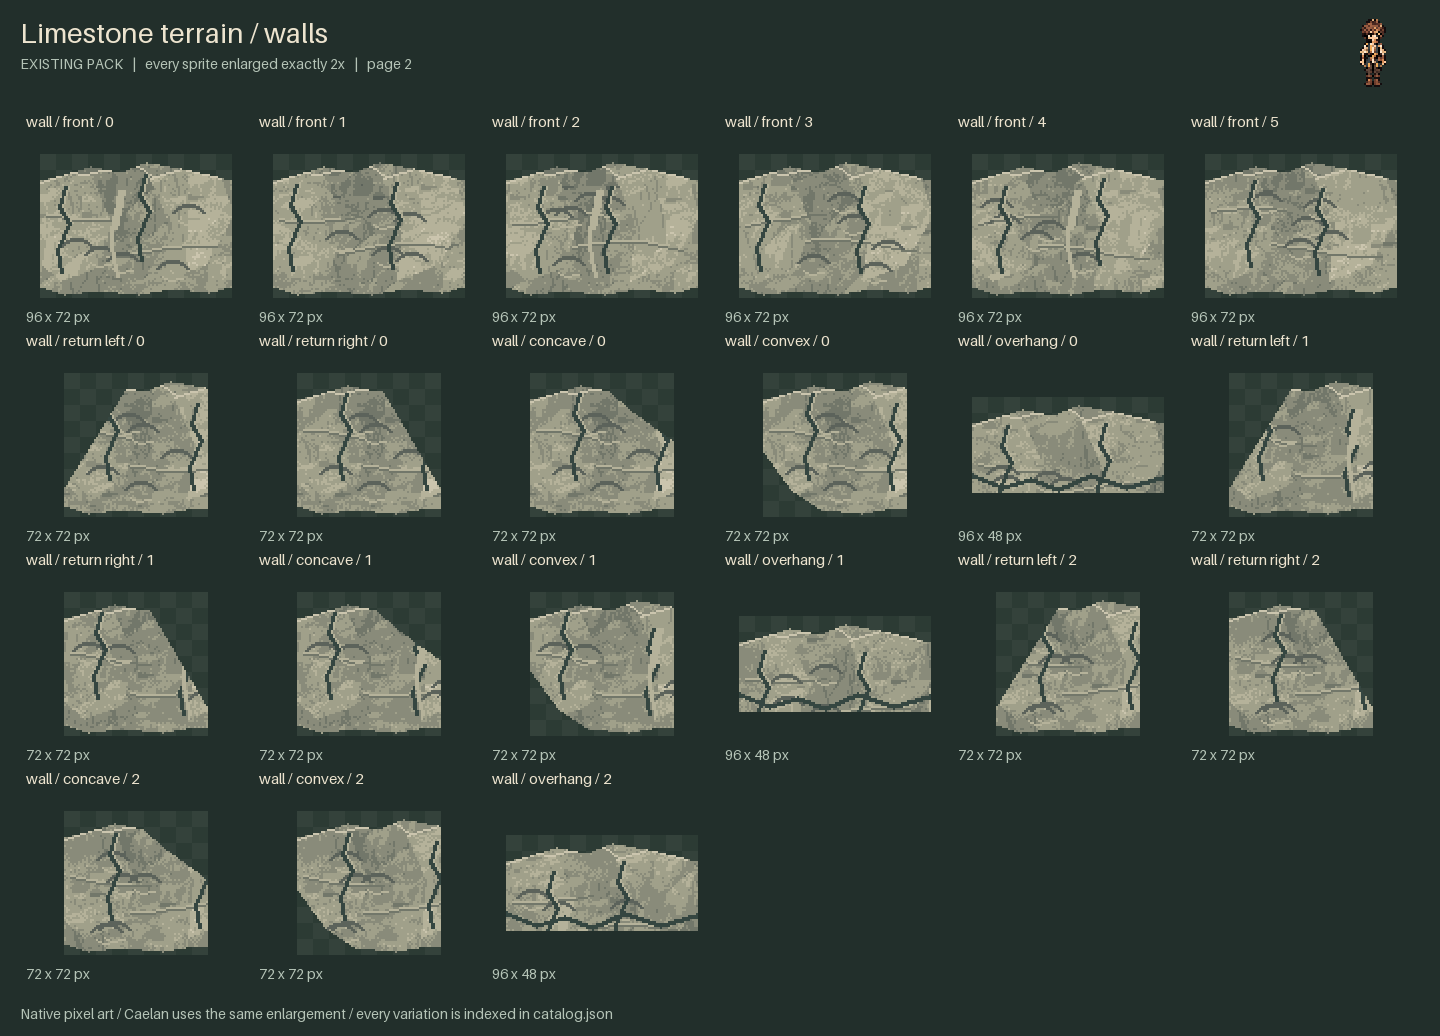 Limestone terrain / walls
EXISTING PACK | every sprite enlarged exactly 2x | page 2
wall / front / 0
wall / front / 1
wall / front / 2
wall / front / 3
wall / front / 4
wall / front / 5
96 x 72 px
96 x 72 px
96 x 72 px
96 x 72 px
96 x 72 px
96 x 72 px
wall / return left / 0
wall / return right / 0
wall / concave / 0
wall / convex / 0
wall / overhang / 0
wall / return left / 1
72 x 72 px
72 x 72 px
72 x 72 px
72 x 72 px
96 x 48 px
72 x 72 px
wall / return right / 1
wall / concave / 1
wall / convex / 1
wall / overhang / 1
wall / return left / 2
wall / return right / 2
72 x 72 px
72 x 72 px
72 x 72 px
96 x 48 px
72 x 72 px
72 x 72 px
wall / concave / 2
wall / convex / 2
wall / overhang / 2
72 x 72 px
72 x 72 px
96 x 48 px
Native pixel art / Caelan uses the same enlargement / every variation is indexed in catalog.json